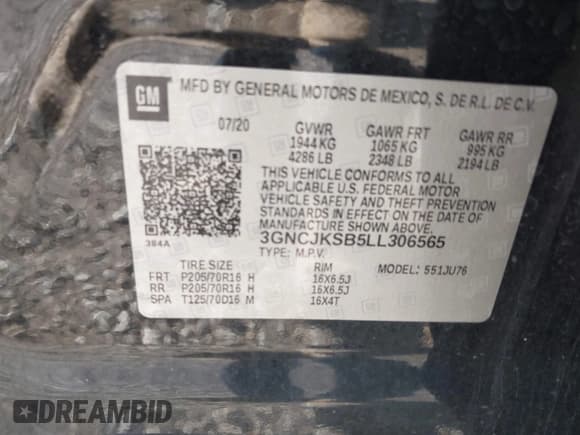 GM
MFD BY GENERAL MOTORS DE MEXICO, S. DE R.L. DE C.V.
07/20 GVWR GAWR FRT GAWR RR
1944 KG 1065 KG 995 KG
4286 LB 2348 LB 2194 LB
THIS VEHICLE CONFORMS TO ALL
APPLICABLE U.S. FEDERAL MOTOR
VEHICLE SAFETY AND THEFT
PREVENTION STANDARDS IN
EFFECT ON THE DATE OF
MANUFACTURE SHOWN ABOVE.
384A
3GNCJKSB5LL306565
TYPE: M.P.V. MODEL: 551JU76
TIRE SIZE RIM
FRT P205/70R16 H 16X6.5J
RR P205/70R16 H 16X6.5J
SPA T125/70D16 M 16X4T
DREAMBID